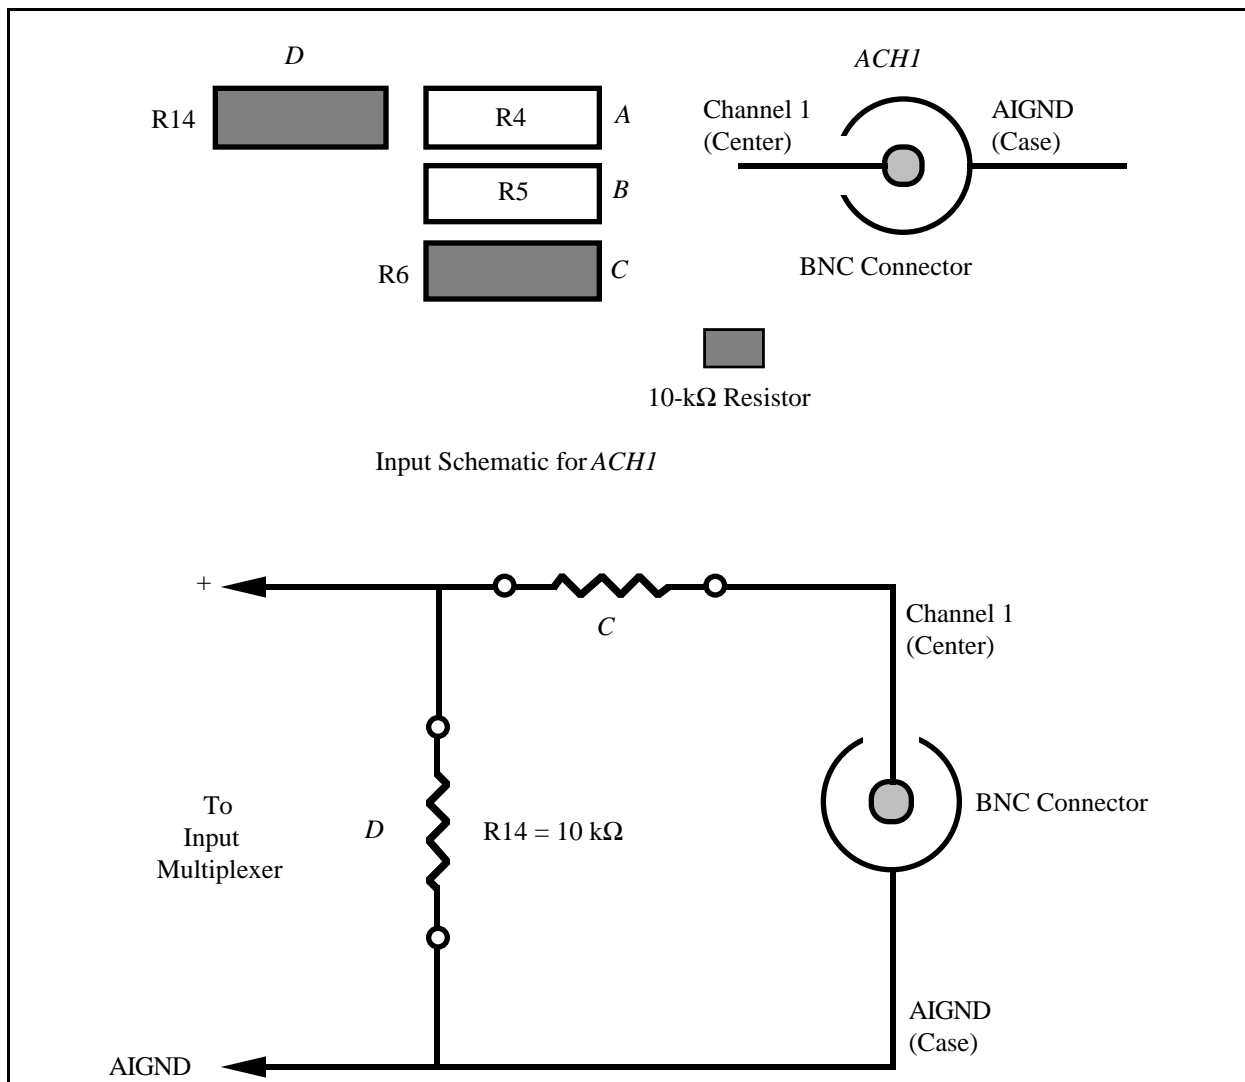 D
ACH1
R14
R4
A
Channel 1
(Center)
AIGND
(Case)
R5
B
R6
C
BNC Connector
10-kΩ Resistor
Input Schematic for ACH1
+
C
Channel 1
(Center)
To
Input
Multiplexer
D
R14 = 10 kΩ
BNC Connector
AIGND
(Case)
AIGND